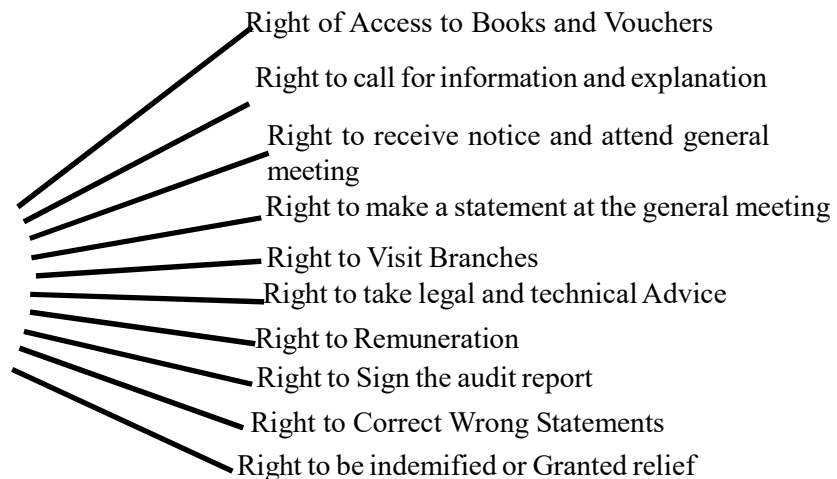 Right of Access to Books and Vouchers
Right to call for information and explanation
Right to receive notice and attend general
meeting
Right to make a statement at the general meeting
Right to Visit Branches
Right to take legal and technical Advice
Right to Remuneration
Right to Sign the audit report
Right to Correct Wrong Statements
Right to be indemified or Granted relief